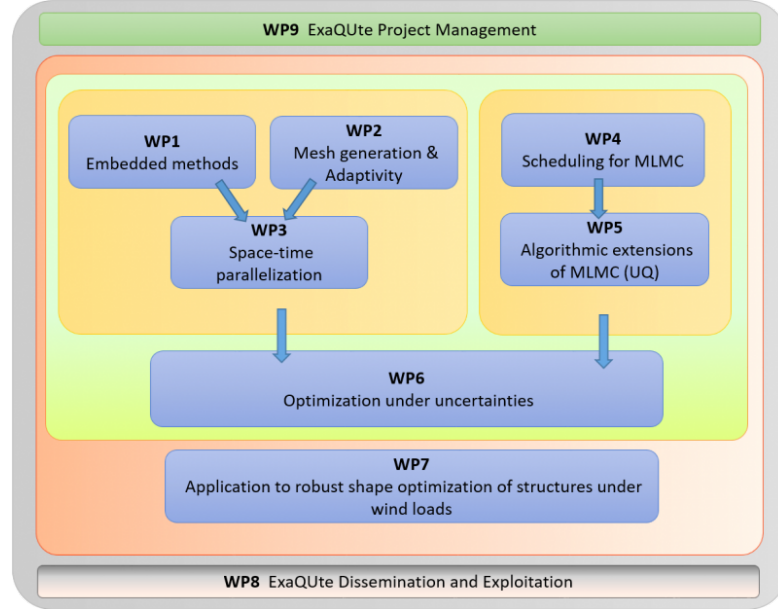 WP9 ExaQUte Project Management
WP1
Embedded methods
WP2
Mesh generation &
Adaptivity
WP3
Space-time
parallelization
WP4
Scheduling for MLMC
WP5
Algorithmic extensions
of MLMC (UQ)
WP6
Optimization under uncertainties
WP7
Application to robust shape optimization of structures under
wind loads
WP8 ExaQUte Dissemination and Exploitation